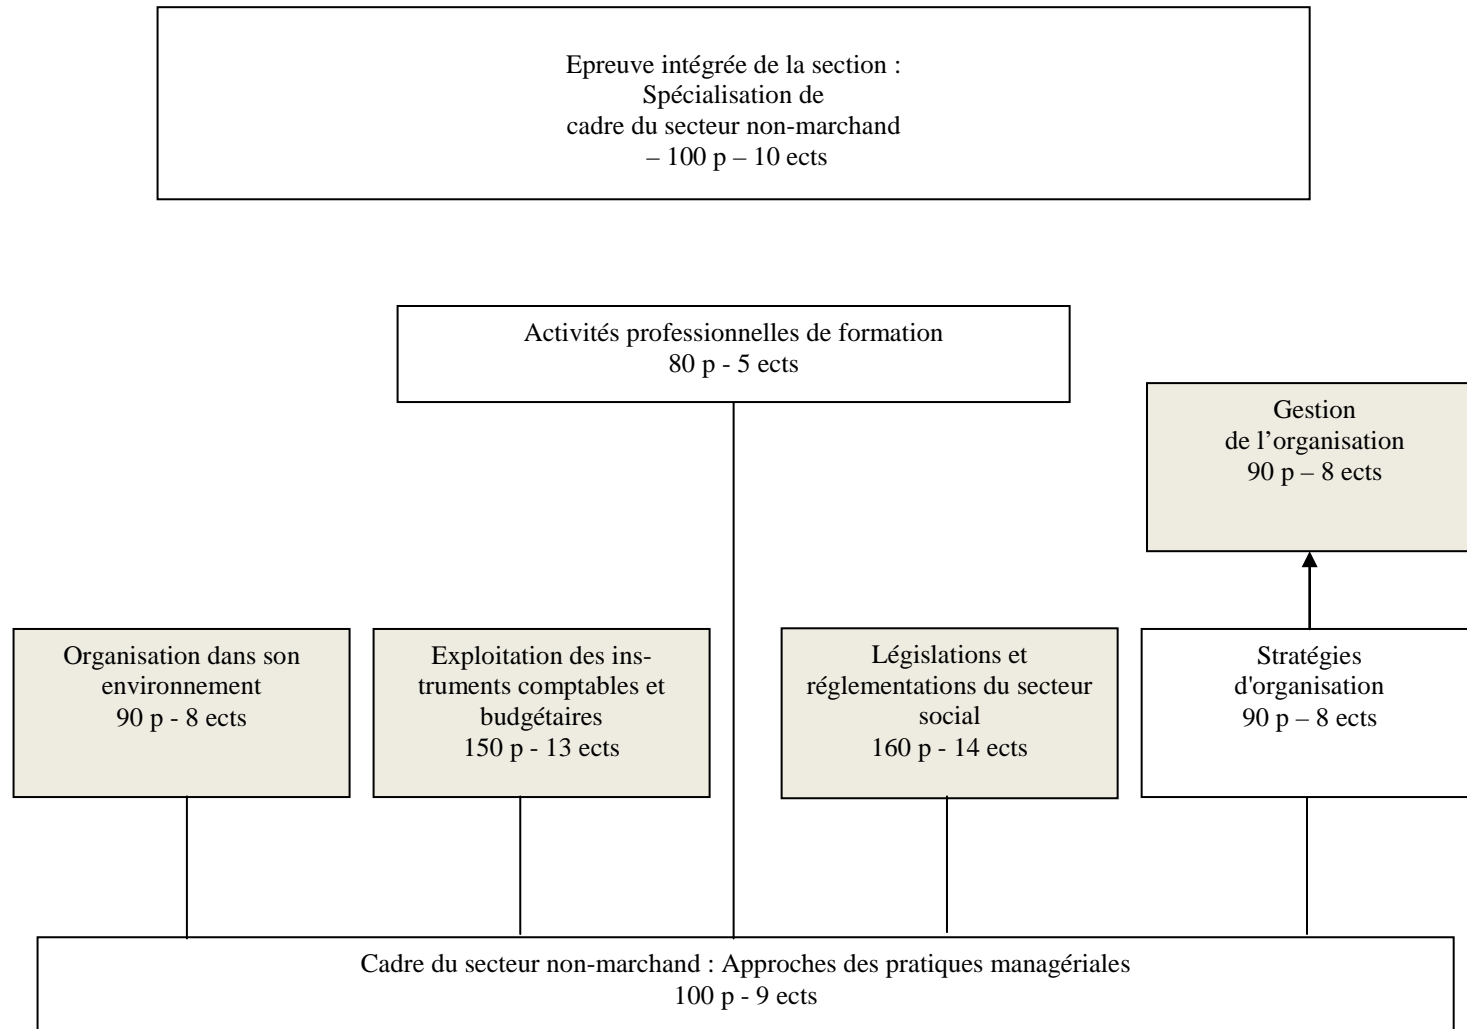 Epreuve intégrée de la section :
Spécialisation de
cadre du secteur non-marchand
– 100 p – 10 ects
Activités professionnelles de formation
80 p - 5 ects
Gestion
de l’organisation
90 p – 8 ects
Organisation dans son
environnement
90 p - 8 ects
Exploitation des ins-
truments comptables et
budgétaires
150 p - 13 ects
Législations et
réglementations du secteur
social
160 p - 14 ects
Stratégies
d'organisation
90 p – 8 ects
Cadre du secteur non-marchand : Approches des pratiques managériales
100 p - 9 ects